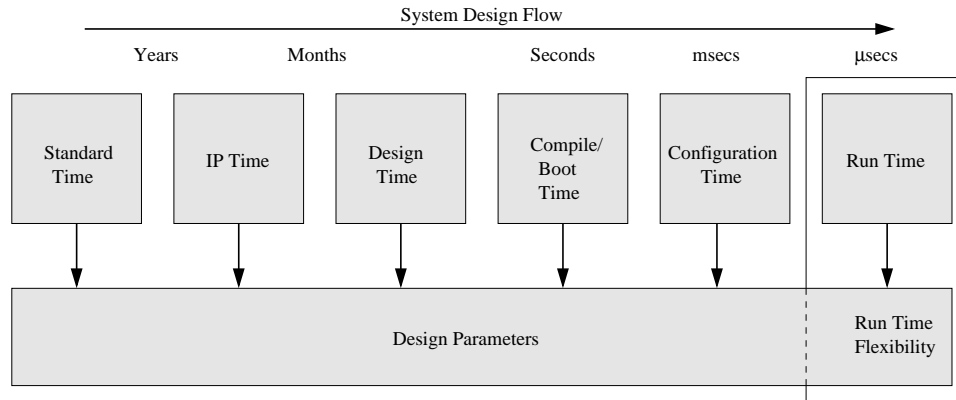 System Design Flow
Years Months Seconds msecs μsecs
Standard
Time
IP Time
Design
Time
Compile/
Boot
Time
Configuration
Time
Run Time
Design Parameters
Run Time
Flexibility